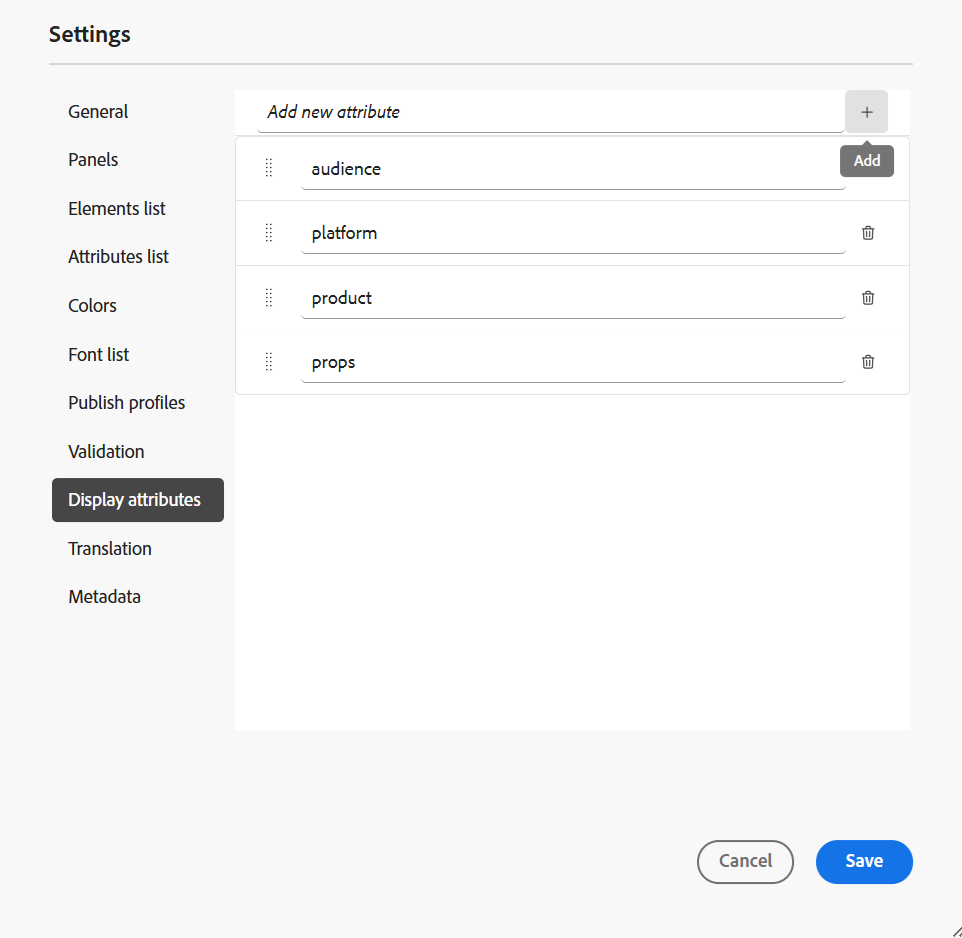 Settings
General
Panels
Elements list
Attributes list
Colors
Font list
Publish profiles
Validation
Display attributes
Translation
Metadata
Add new attribute
+
Add
audience
platform
product
props
Cancel
Save